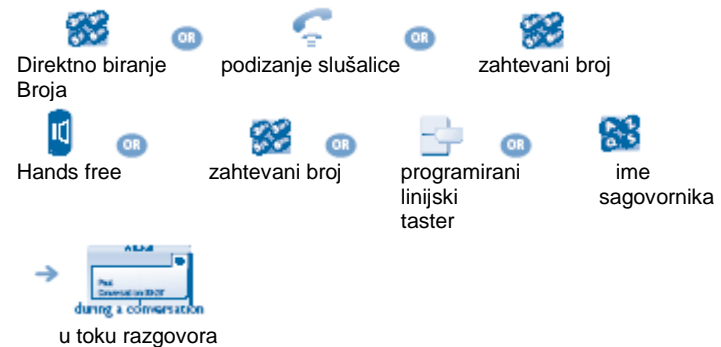 OR OR
Direktno biranje podizanje slušalice zahtevani broj
Broja
OR OR OR
Hands free zahtevani broj programirani ime
linijski sagovornika
taster
during a conversation
u toku razgovora